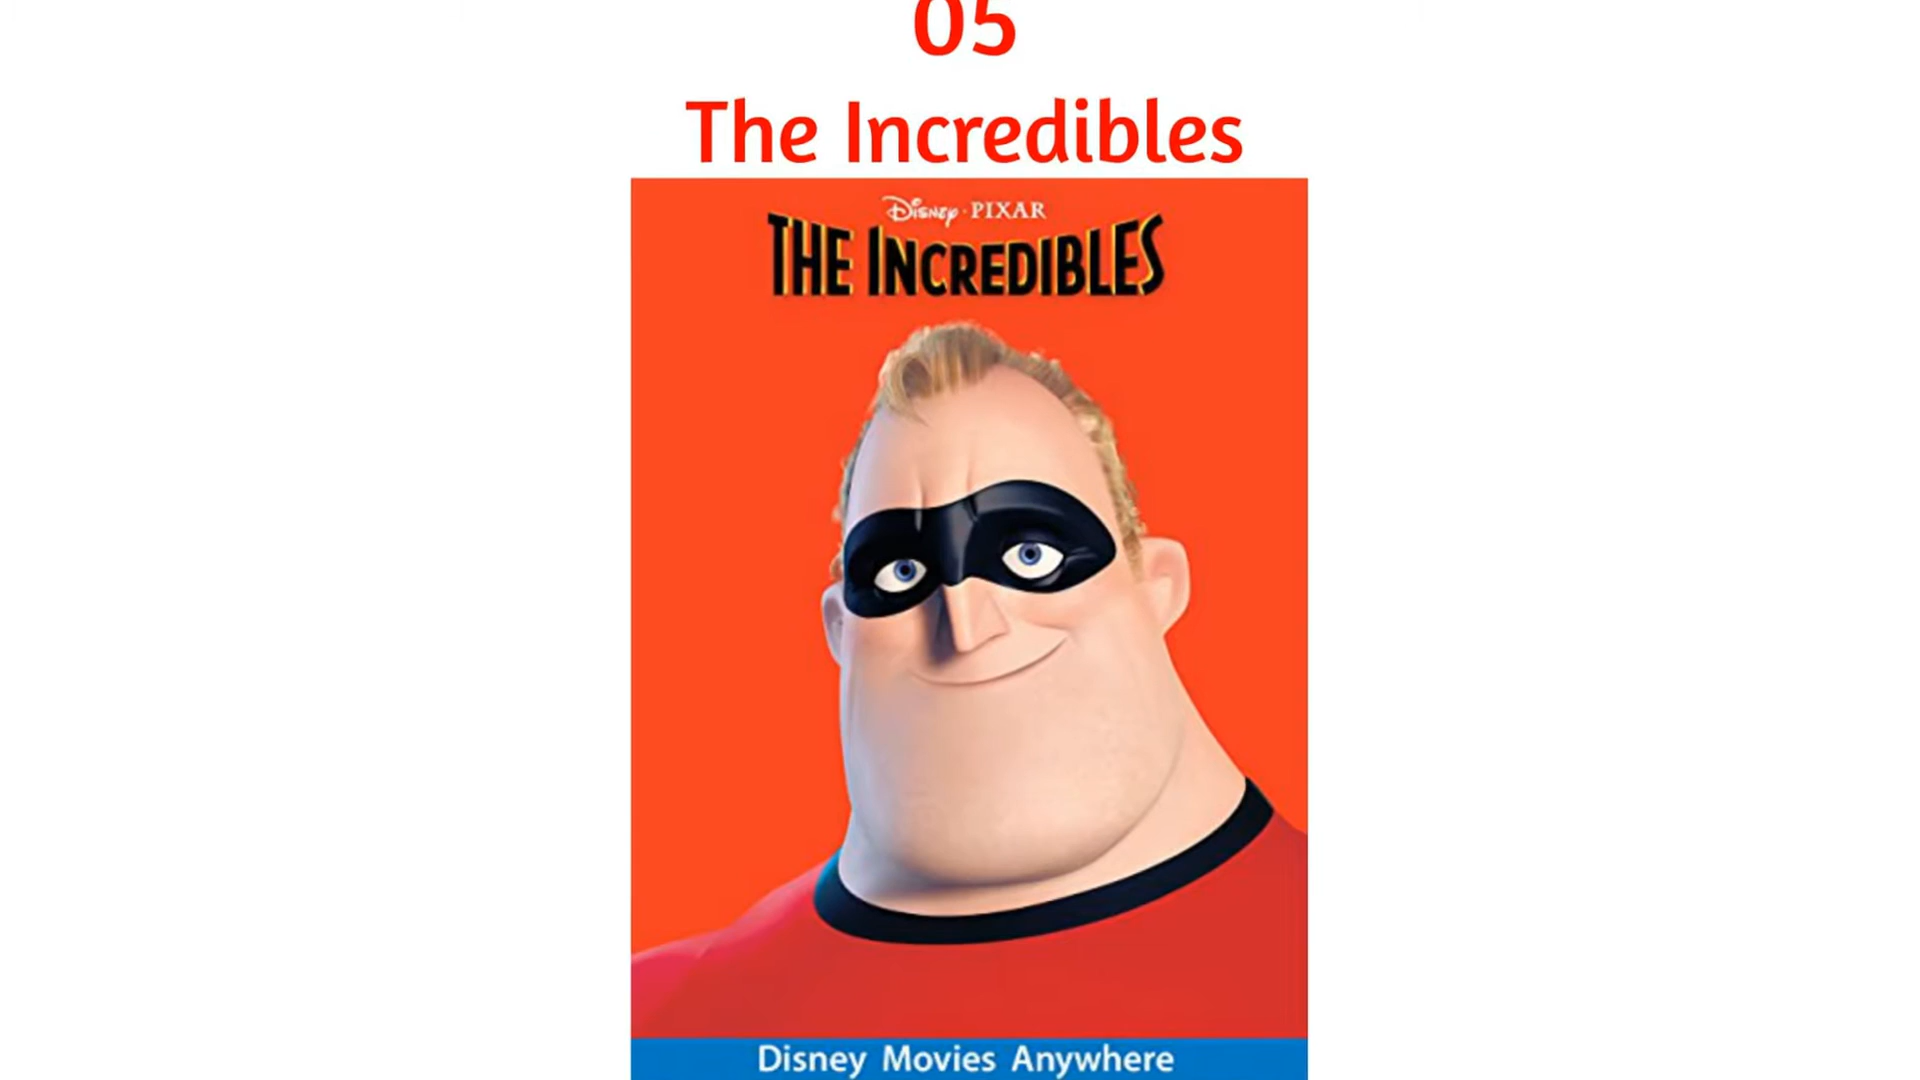 05
The Incredibles
Disney · PIXAR
THE INCREDIBLES
Disney Movies Anywhere